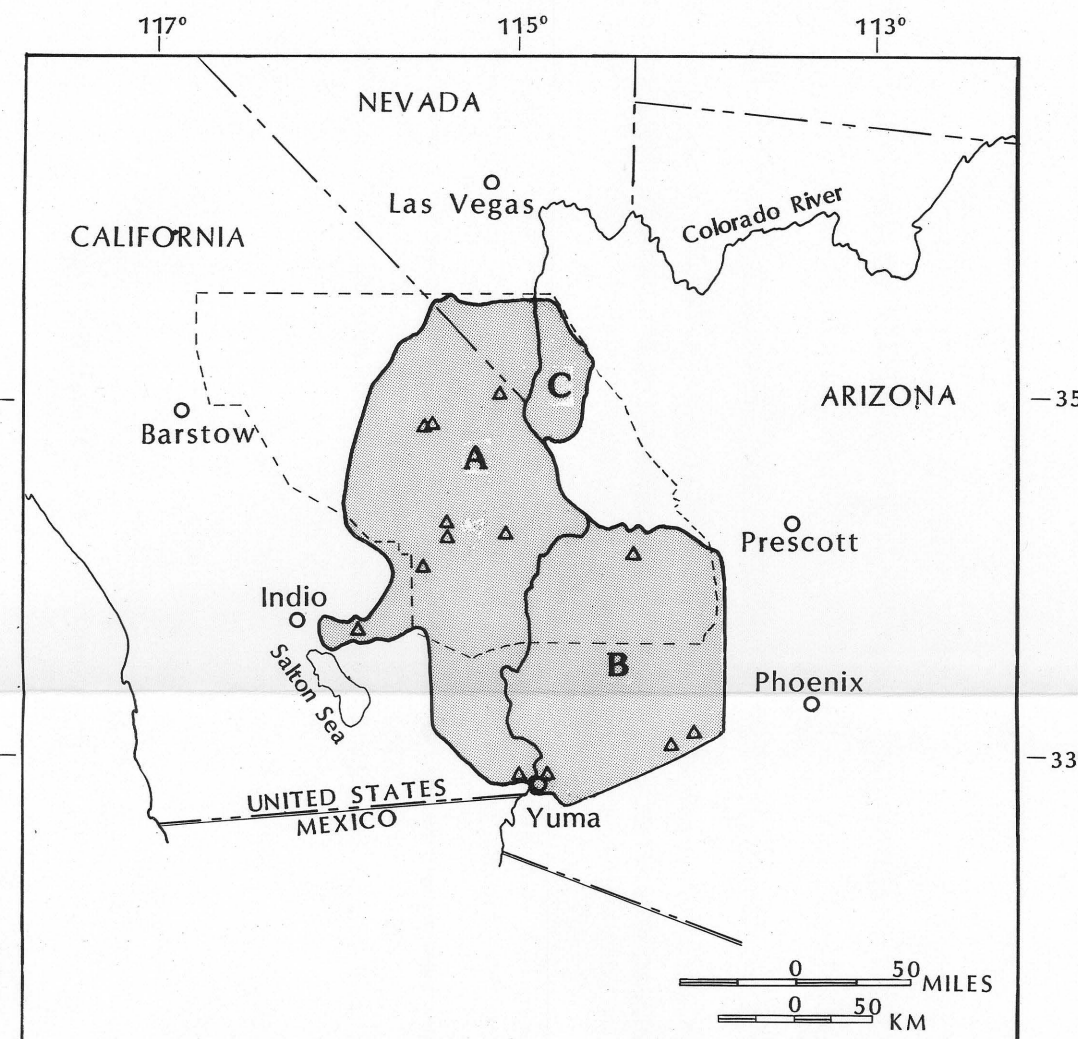 117° 115° 113°
NEVADA
Las Vegas
Colorado River
CALIFORNIA
C
ARIZONA
—35
Barstow
A
Prescott
Indio
B
Salton Sea
Phoenix
—33
UNITED STATES
MEXICO
Yuma
0 50 MILES
0 50 KM